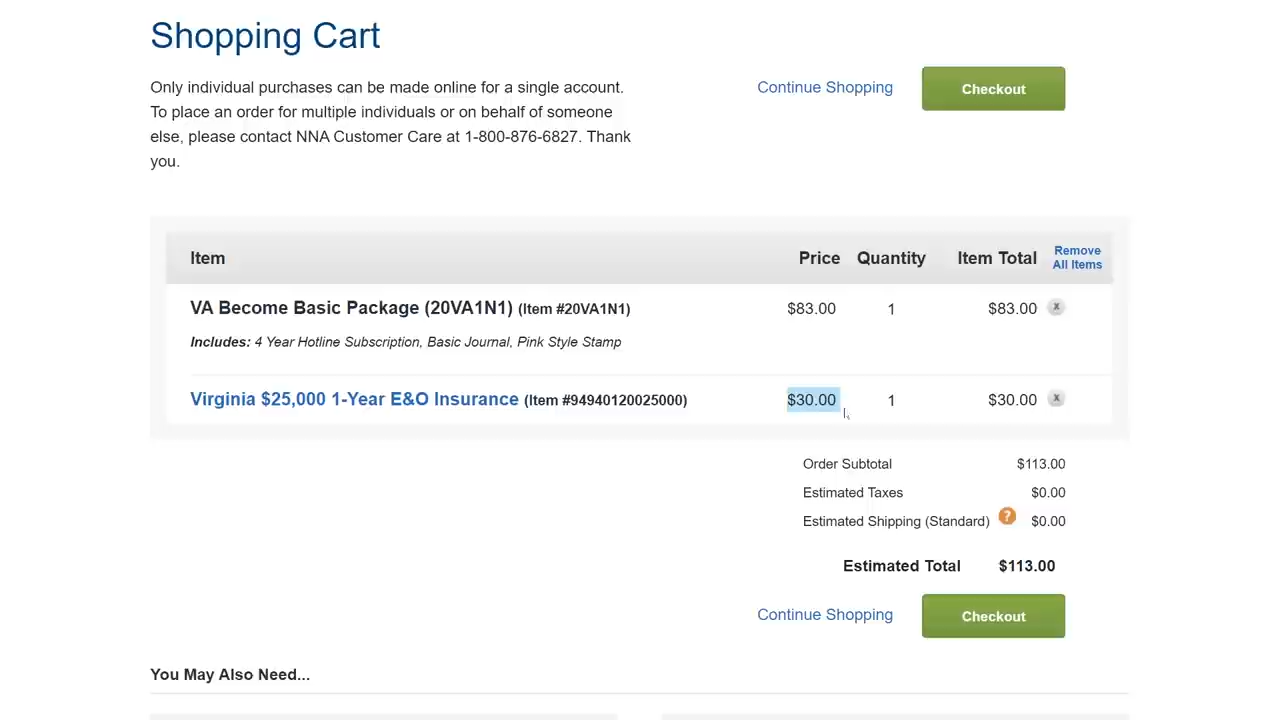 Shopping Cart
Only individual purchases can be made online for a single account.
To place an order for multiple individuals or on behalf of someone
else, please contact NNA Customer Care at 1-800-876-6827. Thank
you.
Continue Shopping
Checkout
Item Price Quantity Item Total Remove All Items
VA Become Basic Package (20VA1N1) (Item #20VA1N1) $83.00 1 $83.00 x
Includes: 4 Year Hotline Subscription, Basic Journal, Pink Style Stamp
Virginia $25,000 1-Year E&O Insurance (Item #94940120025000) $30.00 1 $30.00 x
Order Subtotal $113.00
Estimated Taxes $0.00
Estimated Shipping (Standard) ? $0.00
Estimated Total $113.00
Continue Shopping
Checkout
You May Also Need...